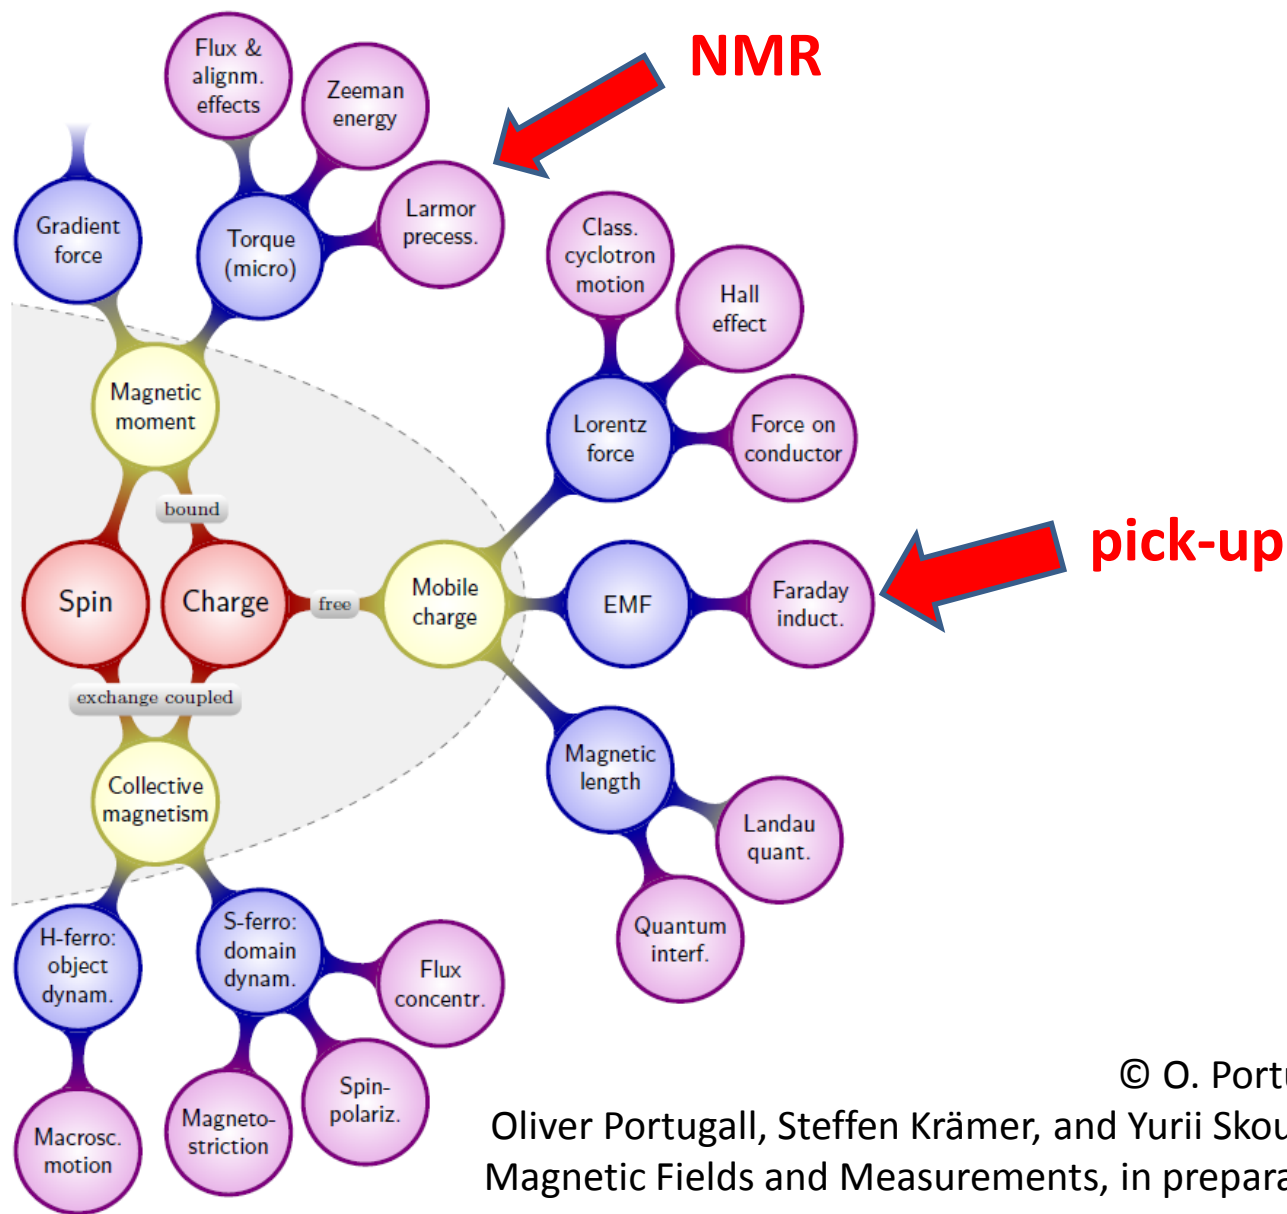 NMR
Flux &
alignm.
effects
Zeeman
energy
Larmor
precess.
Gradient
force
Torque
(micro)
Class.
cyclotron
motion
Hall
effect
Magnetic
moment
Lorentz
force
Force on
conductor
bound
pick-up
Spin
Charge
free
Mobile
charge
EMF
Faraday
induct.
exchange coupled
Collective
magnetism
Magnetic
length
Landau
quant.
Quantum
interf.
H-ferro:
object
dynam.
S-ferro:
domain
dynam.
Flux
concentr.
Spin-
polariz.
Magneto-
striction
Macrosc.
motion
© O. Portu
Oliver Portugall, Steffen Krämer, and Yurii Skou
Magnetic Fields and Measurements, in prepara